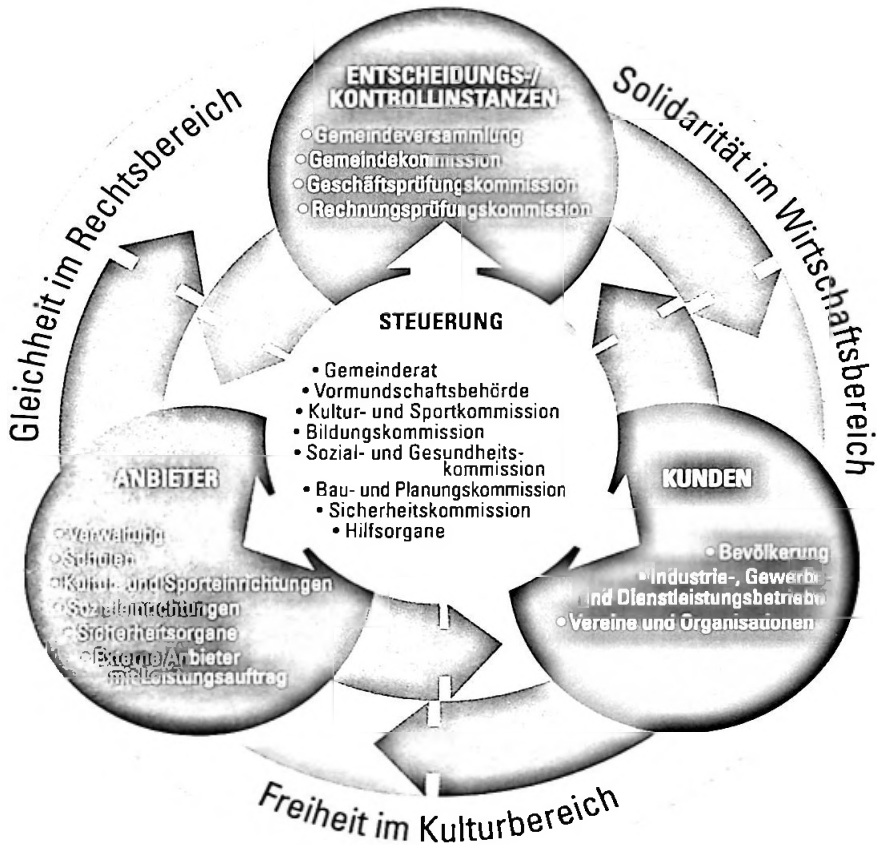 Gleichheit im Rechtsbereich
Solidarität im Wirtschaftsbereich
Freiheit im Kulturbereich
ENTSCHEIDUNGS-/
KONTROLLINSTANZEN
Gemeindeversammlung
Gemeindekommission
Geschäftsprüfungskommission
Rechnungsprüfungskommission
STEUERUNG
• Gemeinderat
• Vormundschaftsbehörde
• Kultur- und Sportkommission
• Bildungskommission
• Sozial- und Gesundheits-
kommission
• Bau- und Planungskommission
• Sicherheitskommission
• Hilfsorgane
ANBIETER
Verwaltung
Schulen
Kultur- und Sporteinrichtungen
Sozialeinrichtungen
Sicherheitsorgane
Externe Anbieter
mit Leistungsauftrag
KUNDEN
• Bevölkerung
• Industrie-, Gewerbe-
und Dienstleistungsbetriebe
• Vereine und Organisationen